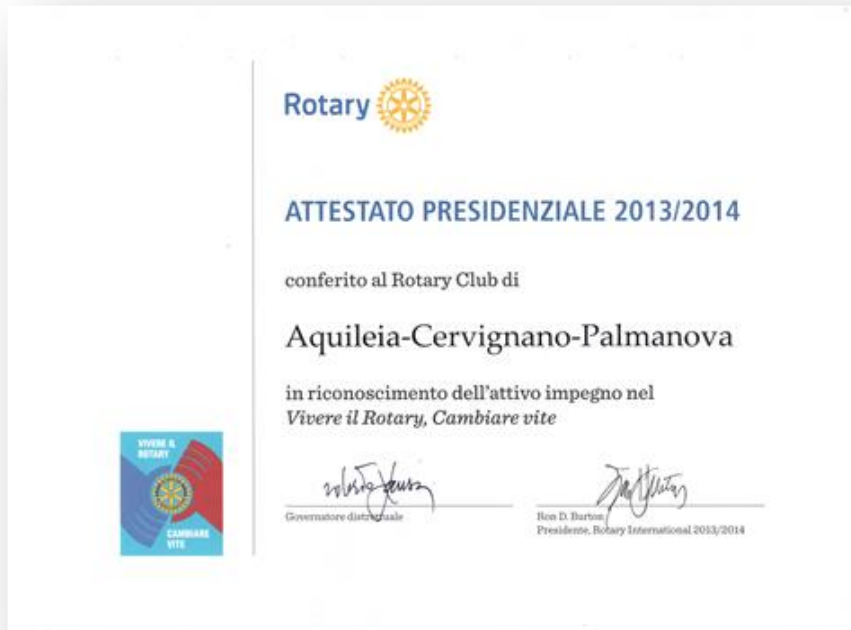 Rotary
ATTESTATO PRESIDENZIALE 2013/2014
conferito al Rotary Club di
Aquileia-Cervignano-Palmanova
in riconoscimento dell'attivo impegno nel
Vivere il Rotary, Cambiare vite
VIVERE IL
ROTARY
CAMBIARE
VITE
Governatore distrettuale
Ron D. Burton
Presidente, Rotary International 2013/2014